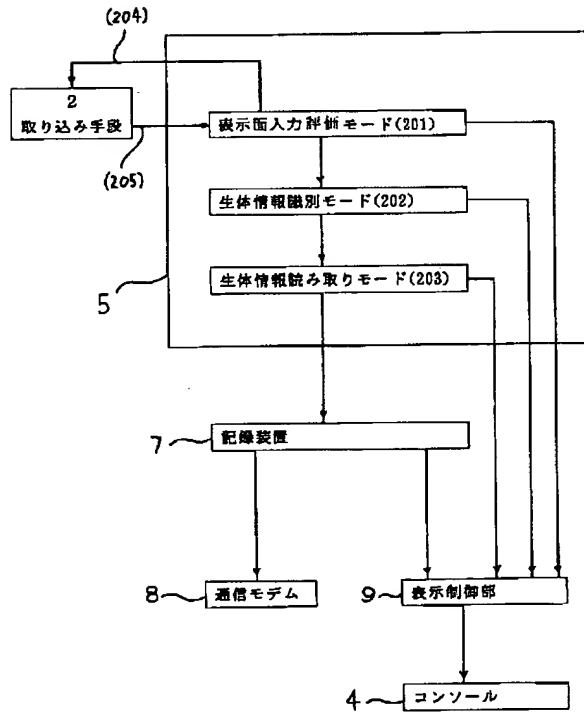 (204)
2
取り込み手段
(205)
表示面入力評価モード(201)
生体情報識別モード(202)
生体情報読み取りモード(203)
5
7
記録装置
8
通信モデム
9
表示制御部
4
コンソール